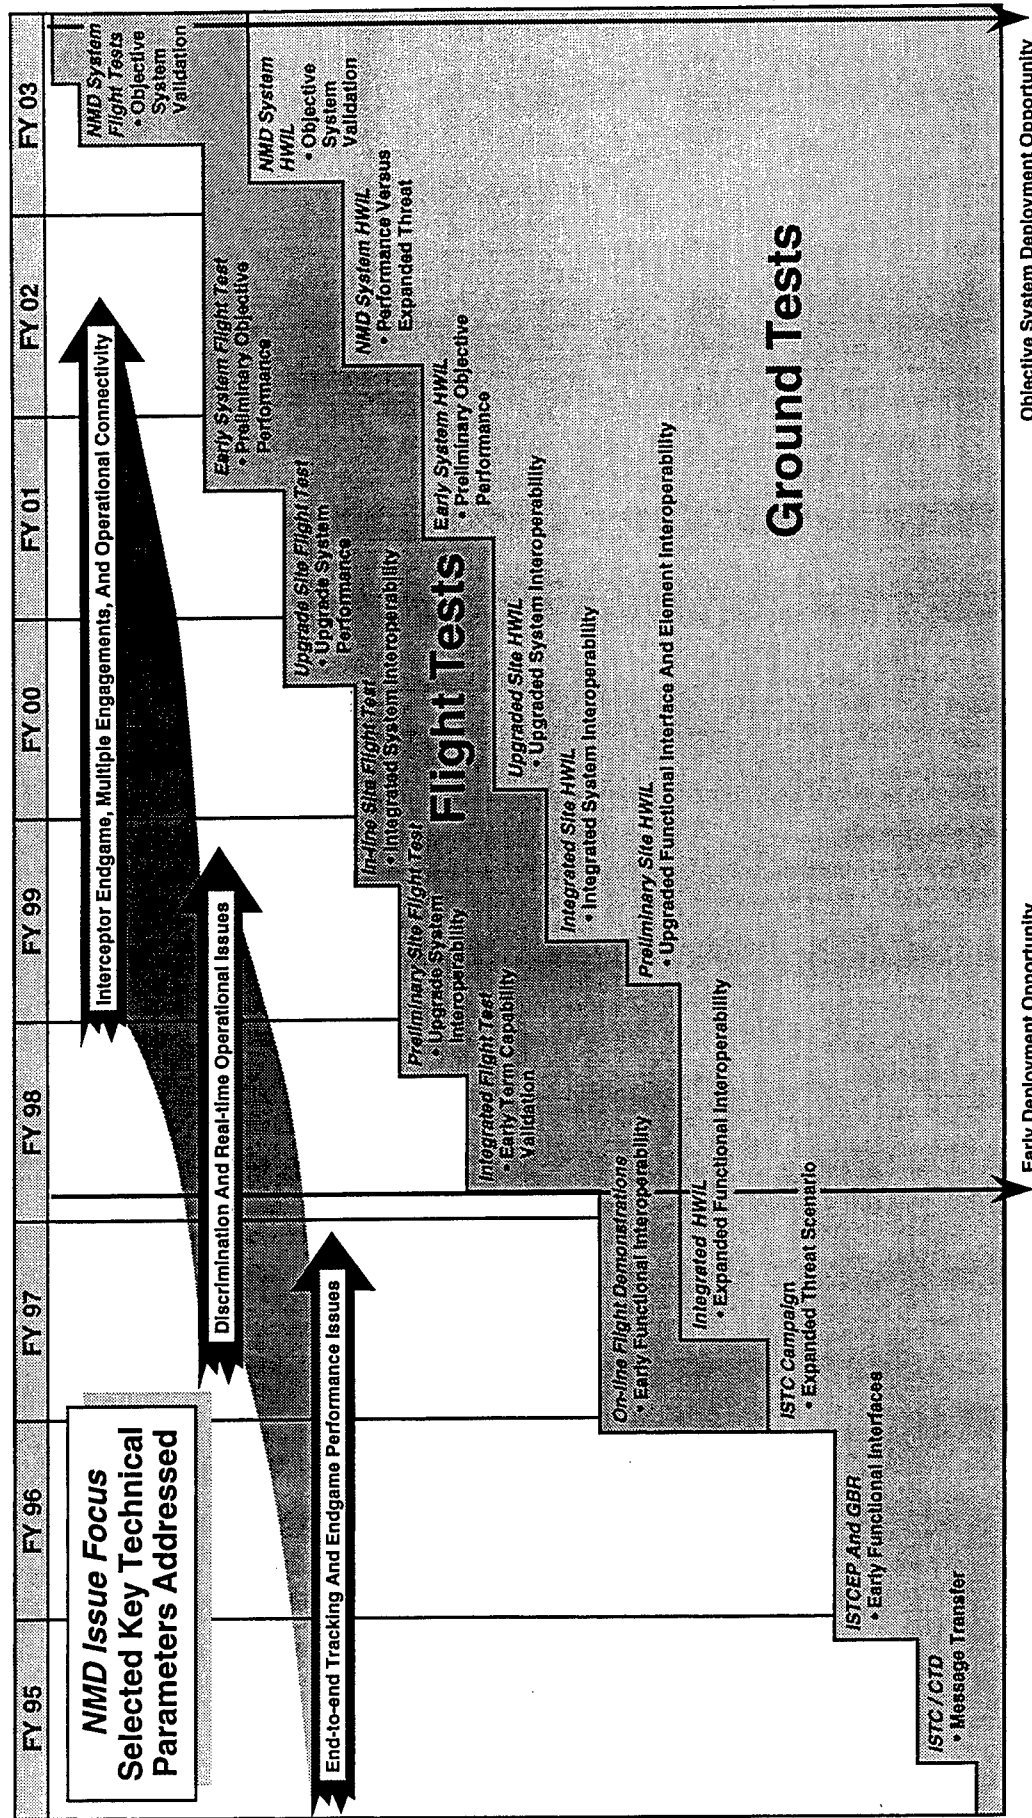 FY 95
FY 96
FY 97
FY 98
FY 99
FY 00
FY 01
FY 02
FY 03
NMD Issue Focus
Selected Key Technical
Parameters Addressed
Interceptor Endgame, Multiple Engagements, And Operational Connectivity
Discrimination And Real-time Operational Issues
End-to-end Tracking And Endgame Performance Issues
NMD System
Flight Tests
• Objective
System
Validation
Early System Flight Test
• Preliminary Objective
Performance
Upgrade Site Flight Test
• Upgrade System
Performance
In-line Site Flight Test
• Integrated System Interoperability
Preliminary Site Flight Test
• Upgrade System
Interoperability
Integrated Flight Test
• Early Term Capability
Validation
On-line Flight Demonstrations
• Early Functional Interoperability
Flight Tests
NMD System
HWIL
• Objective
System
Validation
NMD System HWIL
• Performance Versus
Expanded Threat
Early System HWIL
• Preliminary Objective
Performance
Upgraded Site HWIL
• Upgraded System Interoperability
Integrated Site HWIL
• Integrated System Interoperability
Preliminary Site HWIL
• Upgraded Functional Interface And Element Interoperability
Integrated HWIL
• Expanded Functional Interoperability
ISTC Campaign
• Expanded Threat Scenario
ISTCEP And GBR
• Early Functional Interfaces
ISTC / CTD
• Message Transfer
Ground Tests
Early Deployment Opportunity
Objective System Deployment Opportunity